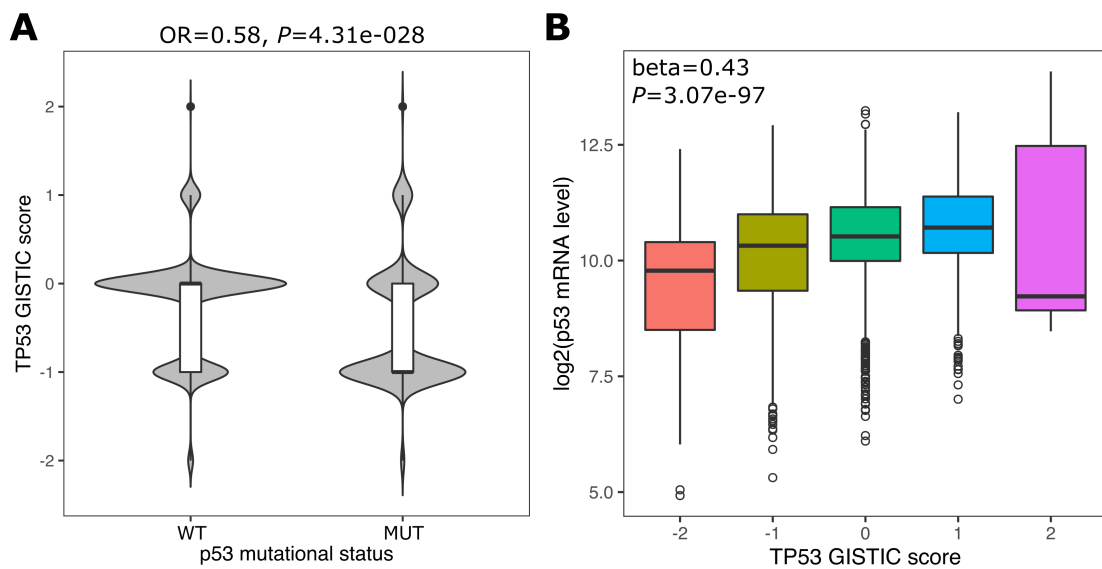 A
OR=0.58, P=4.31e-028
TP53 GISTIC score
2
1
0
-1
-2
WT
MUT
p53 mutational status
B
beta=0.43
P=3.07e-97
log2(p53 mRNA level)
12.5
10.0
7.5
5.0
-2
-1
0
1
2
TP53 GISTIC score